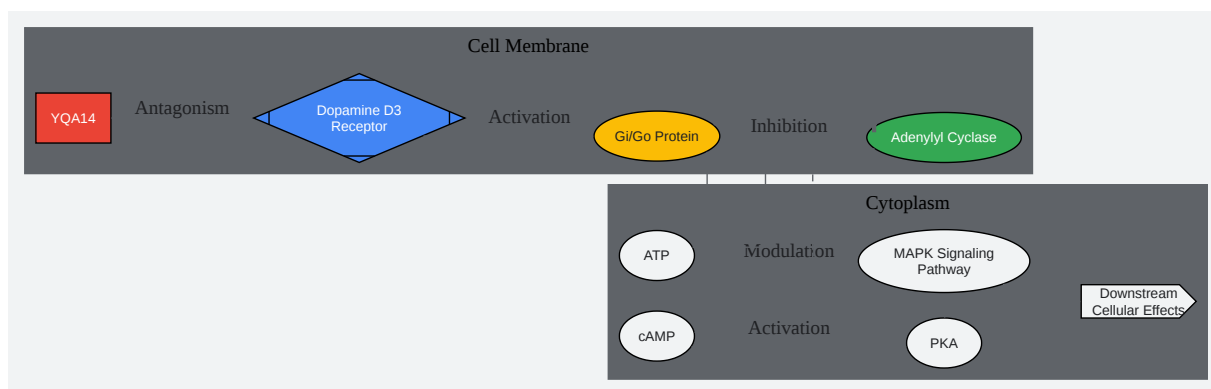 Cell Membrane
YQA14
Antagonism
Dopamine D3
Receptor
Activation
Gi/Go Protein
Inhibition
Adenylyl Cyclase
Cytoplasm
ATP
Modulation
MAPK Signaling
Pathway
Downstream
Cellular Effects
cAMP
Activation
PKA